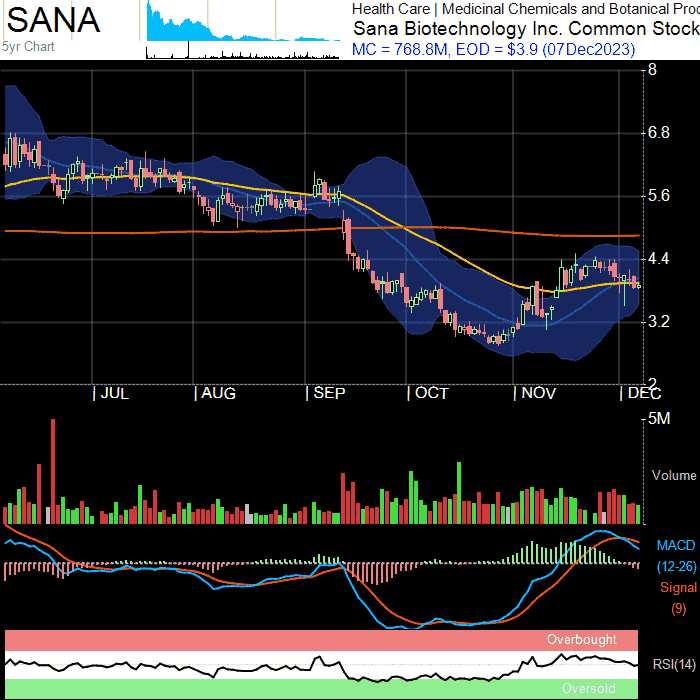 SANA
5yr Chart
Health Care | Medicinal Chemicals and Botanical Proc
Sana Biotechnology Inc. Common Stock
MC = 768.8M, EOD = $3.9 (07Dec2023)
8
6.8
5.6
4.4
3.2
2
| JUL | AUG | SEP | OCT | NOV | DEC
5M
Volume
MACD
(12-26)
Signal
(9)
Overbought
RSI(14)
Oversold